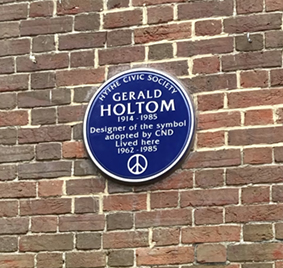 HYTHE CIVIC SOCIETY
GERALD
HOLTOM
1914 - 1985
Designer of the symbol
adopted by CND
Lived here
1962 - 1985